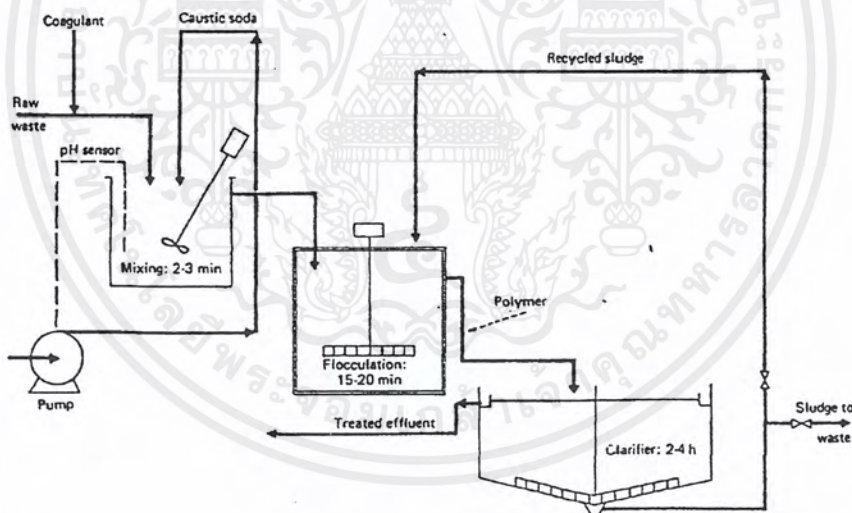 Coagulant
Caustic soda
Recycled sludge
Raw
waste
pH sensor
Mixing: 2-3 min
Polymer
Flocculation:
15-20 min
Pump
Treated effluent
Clarifier: 2-4 h
Sludge to
waste